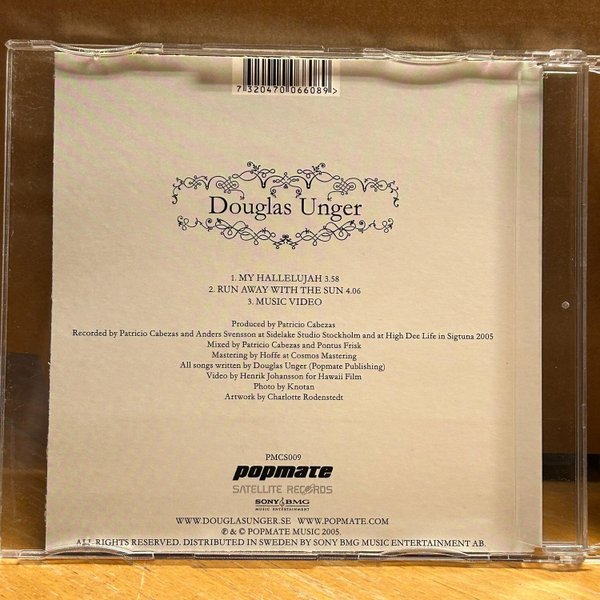 7 320470 066089 >
Douglas Unger
1. MY HALLELUJAH 3.58
2. RUN AWAY WITH THE SUN 4.06
3. MUSIC VIDEO
Produced by Patricio Cabezas
Recorded by Patricio Cabezas and Anders Svensson at Sidelake Studio Stockholm and at High Dee Life in Sigtuna 2005
Mixed by Patricio Cabezas and Pontus Frisk
Mastering by Hoffe at Cosmos Mastering
All songs written by Douglas Unger (Popmate Publishing)
Video by Henrik Johansson for Hawaii Film
Photo by Knotan
Artwork by Charlotte Rodenstedt
PMCS009
popmate
SATELLITE RECORDS
SONY BMG
MUSIC ENTERTAINMENT
WWW.DOUGLASUNGER.SE WWW.POPMATE.COM
℗ & © POPMATE MUSIC 2005.
ALL RIGHTS RESERVED. DISTRIBUTED IN SWEDEN BY SONY BMG MUSIC ENTERTAINMENT AB.